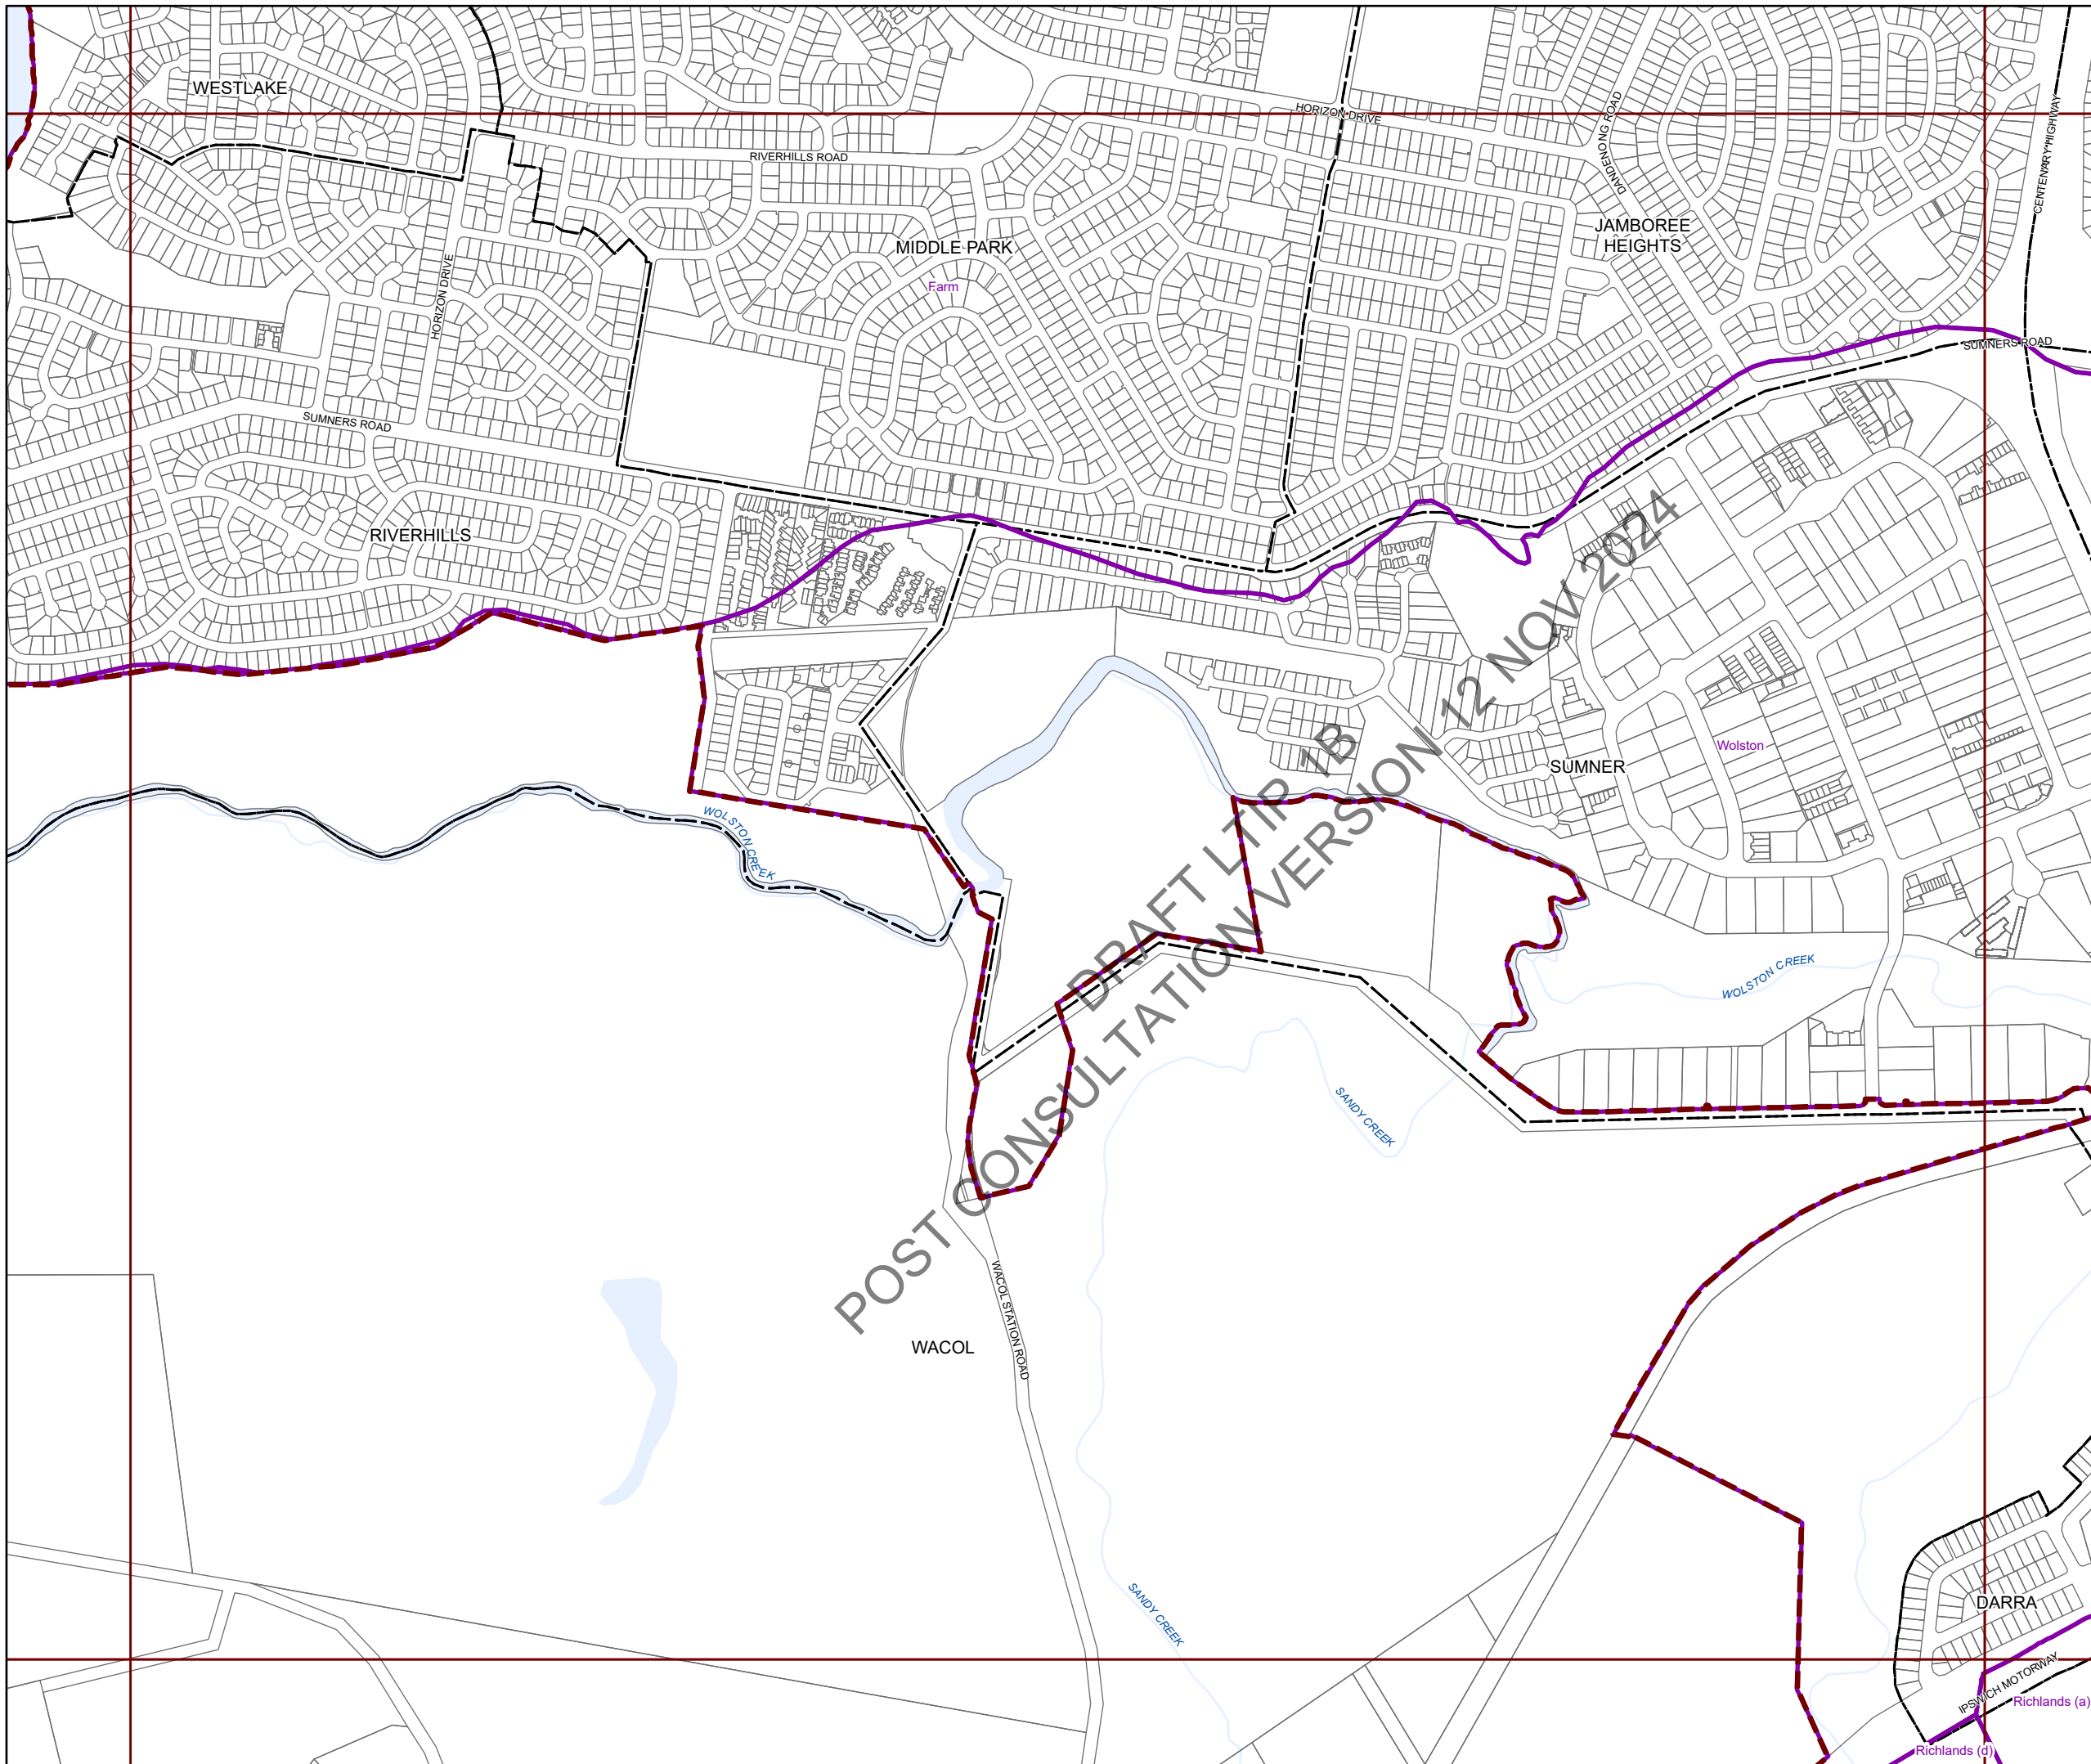 WESTLAKE
HORIZON DRIVE
DANDENONG ROAD
CENTENARY HIGHWAY
RIVERHILLS ROAD
MIDDLE PARK
Farm
JAMBOREE
HEIGHTS
HORIZON DRIVE
SUMNERS ROAD
SUMNERS ROAD
RIVERHILLS
Wolston
SUMNER
WOLSTON CREEK
DRAFT LTIP 1B
POST CONSULTATION VERSION 12 NOV 2024
WOLSTON CREEK
SANDY CREEK
WACOL STATION ROAD
WACOL
SANDY CREEK
DARRA
IPSWICH MOTORWAY
Richlands (a)
Richlands (d)